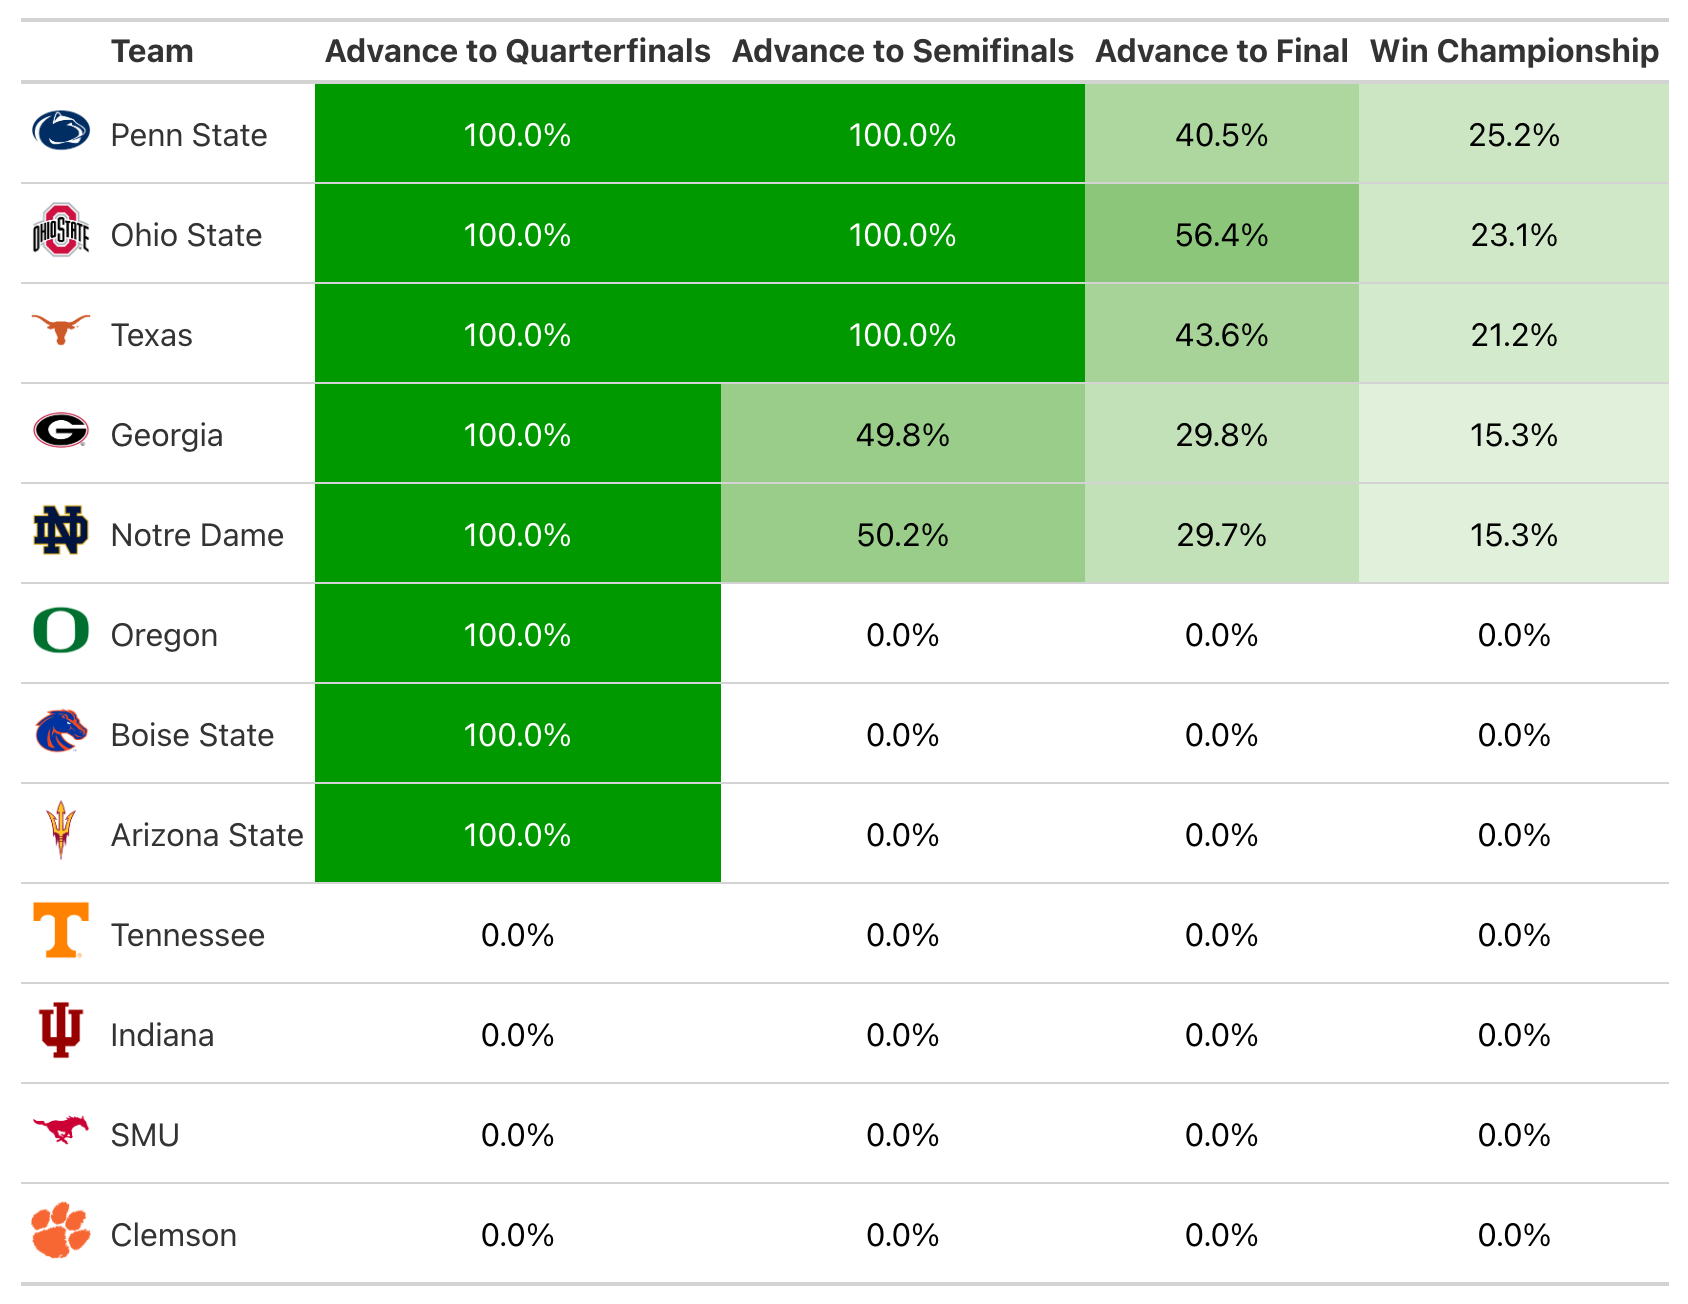 Team Advance to Quarterfinals Advance to Semifinals Advance to Final Win Championship
Penn State 100.0% 100.0% 40.5% 25.2%
OHIO STATE Ohio State 100.0% 100.0% 56.4% 23.1%
Texas 100.0% 100.0% 43.6% 21.2%
G Georgia 100.0% 49.8% 29.8% 15.3%
ND Notre Dame 100.0% 50.2% 29.7% 15.3%
O Oregon 100.0% 0.0% 0.0% 0.0%
Boise State 100.0% 0.0% 0.0% 0.0%
Arizona State 100.0% 0.0% 0.0% 0.0%
T Tennessee 0.0% 0.0% 0.0% 0.0%
Indiana 0.0% 0.0% 0.0% 0.0%
SMU 0.0% 0.0% 0.0% 0.0%
Clemson 0.0% 0.0% 0.0% 0.0%